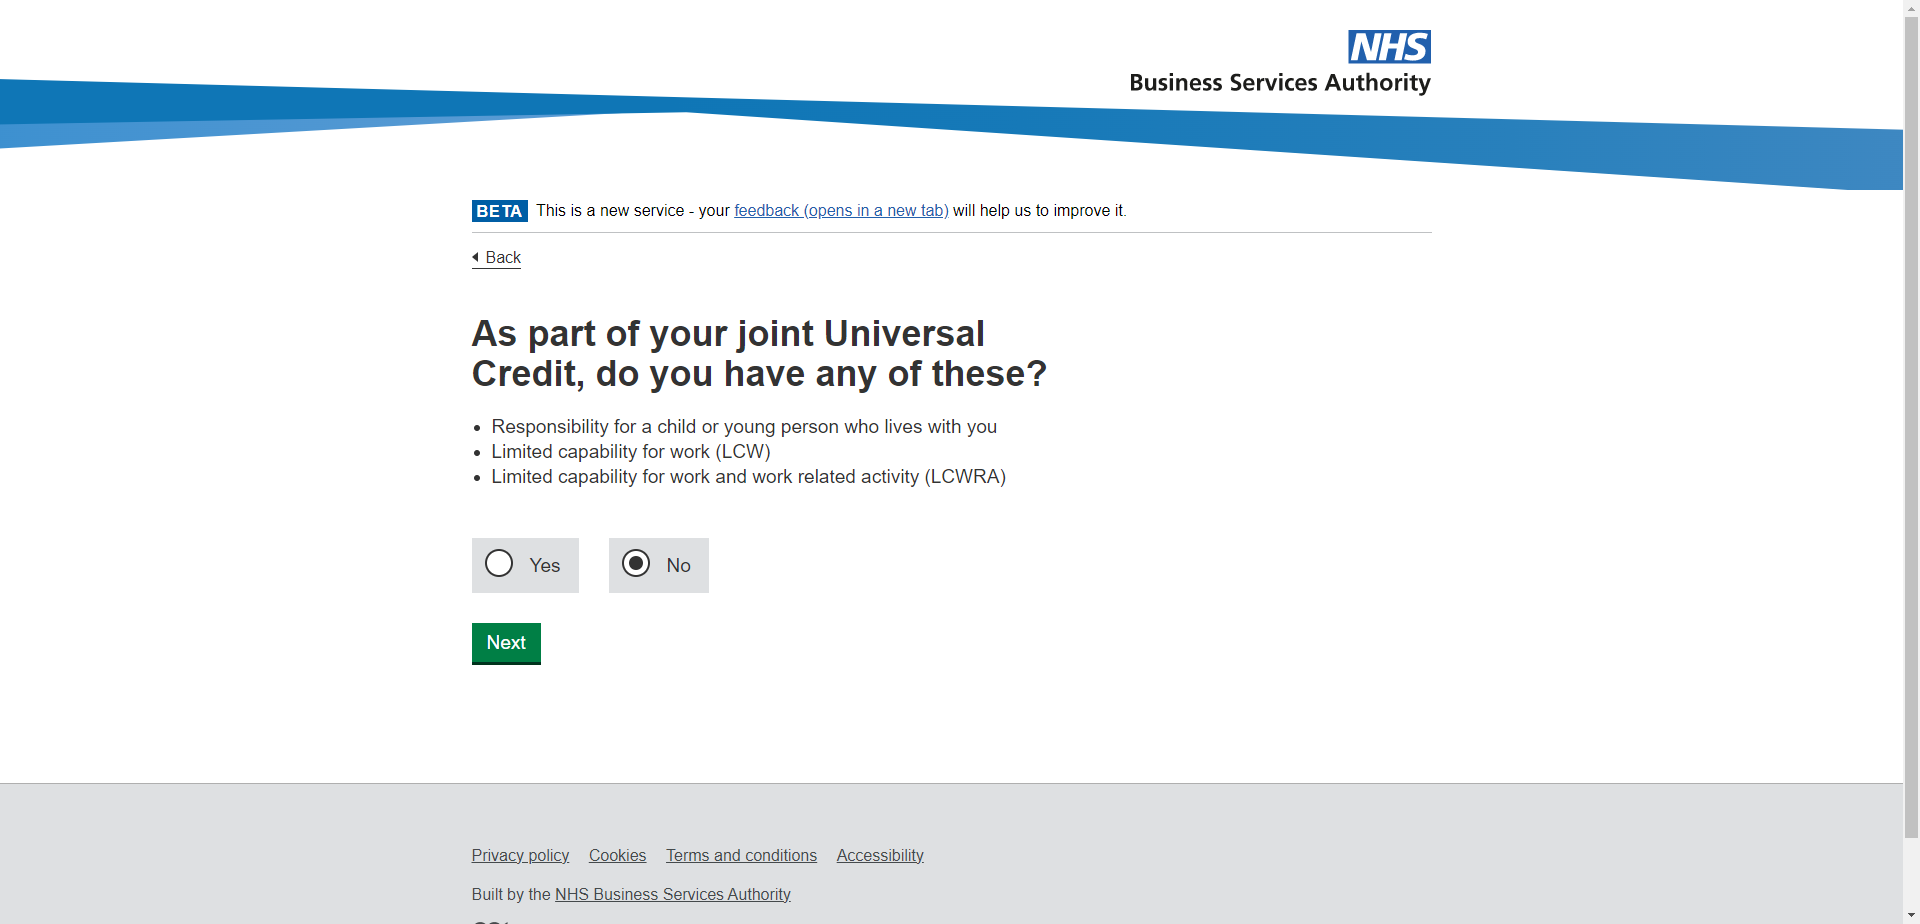 NHS
Business Services Authority
BETA This is a new service - your feedback (opens in a new tab) will help us to improve it.
Back
As part of your joint Universal
Credit, do you have any of these?
• Responsibility for a child or young person who lives with you
• Limited capability for work (LCW)
• Limited capability for work and work related activity (LCWRA)
Yes No
Next
Privacy policy Cookies Terms and conditions Accessibility
Built by the NHS Business Services Authority